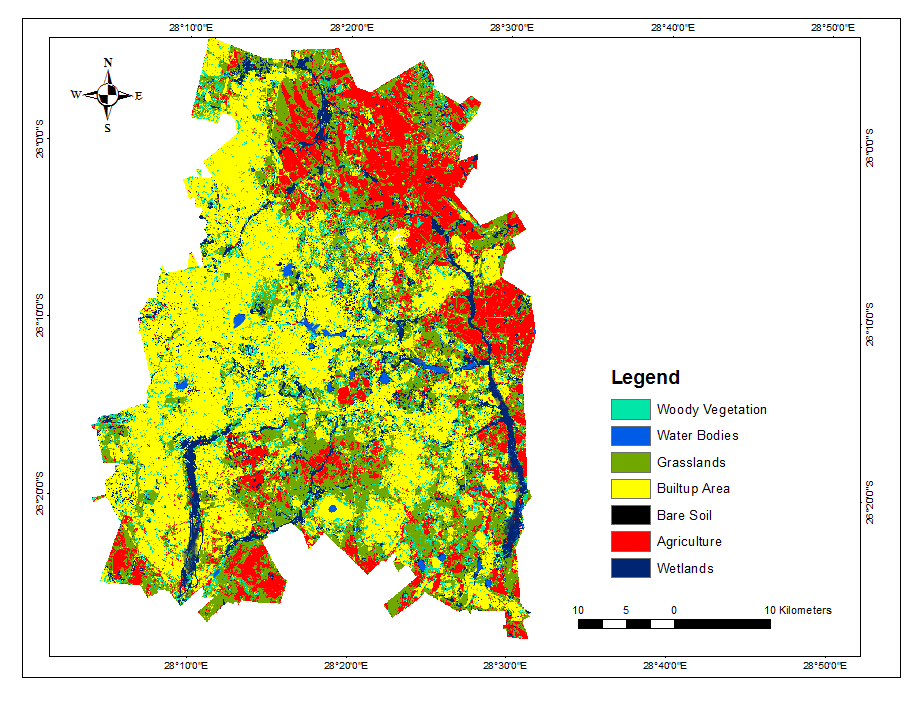 28°10'0"E 28°20'0"E 28°30'0"E 28°40'0"E 28°50'0"E
N
W E
S
26°0'0"S 26°0'0"S
26°10'0"S 26°10'0"S
26°20'0"S 26°20'0"S
Legend
Woody Vegetation
Water Bodies
Grasslands
Builtup Area
Bare Soil
Agriculture
Wetlands
10 5 0 10 Kilometers
28°10'0"E 28°20'0"E 28°30'0"E 28°40'0"E 28°50'0"E